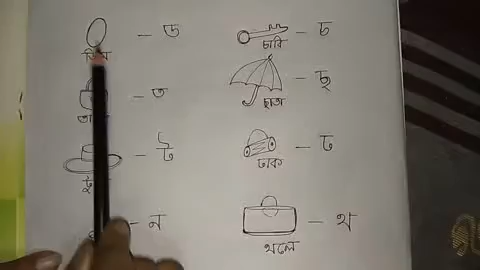 – ড
– ত
– ট
– ন
চাবি – চ
ছাতা – ছ
ঢাক – ঢ
থলে – থ